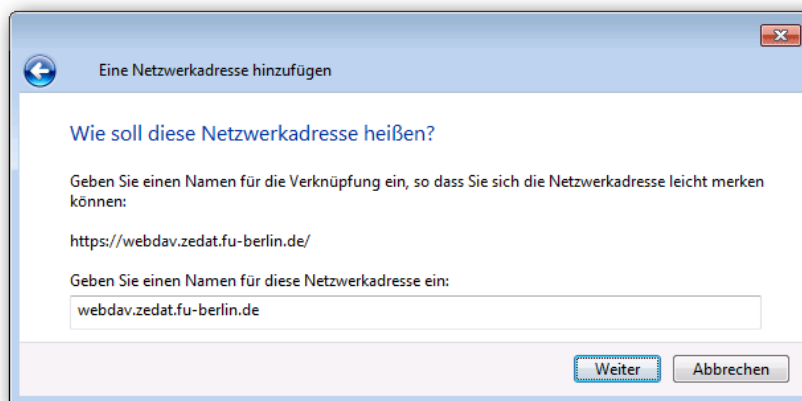 Eine Netzwerkadresse hinzufügen
Wie soll diese Netzwerkadresse heißen?
Geben Sie einen Namen für die Verknüpfung ein, so dass Sie sich die Netzwerkadresse leicht merken
können:
https://webdav.zedat.fu-berlin.de/
Geben Sie einen Namen für diese Netzwerkadresse ein:
webdav.zedat.fu-berlin.de
Weiter Abbrechen